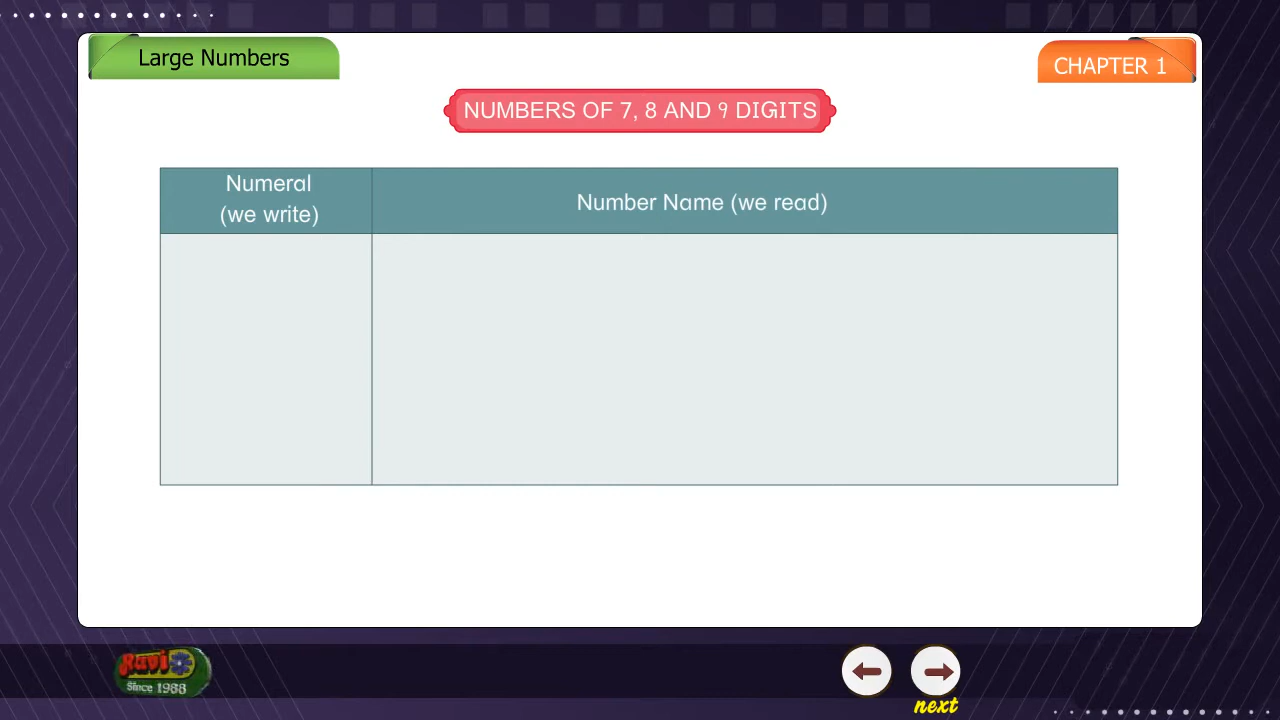 Large Numbers
CHAPTER 1
NUMBERS OF 7, 8 AND 9 DIGITS
Numeral
(we write)
Number Name (we read)
Ravi
Since 1988
next